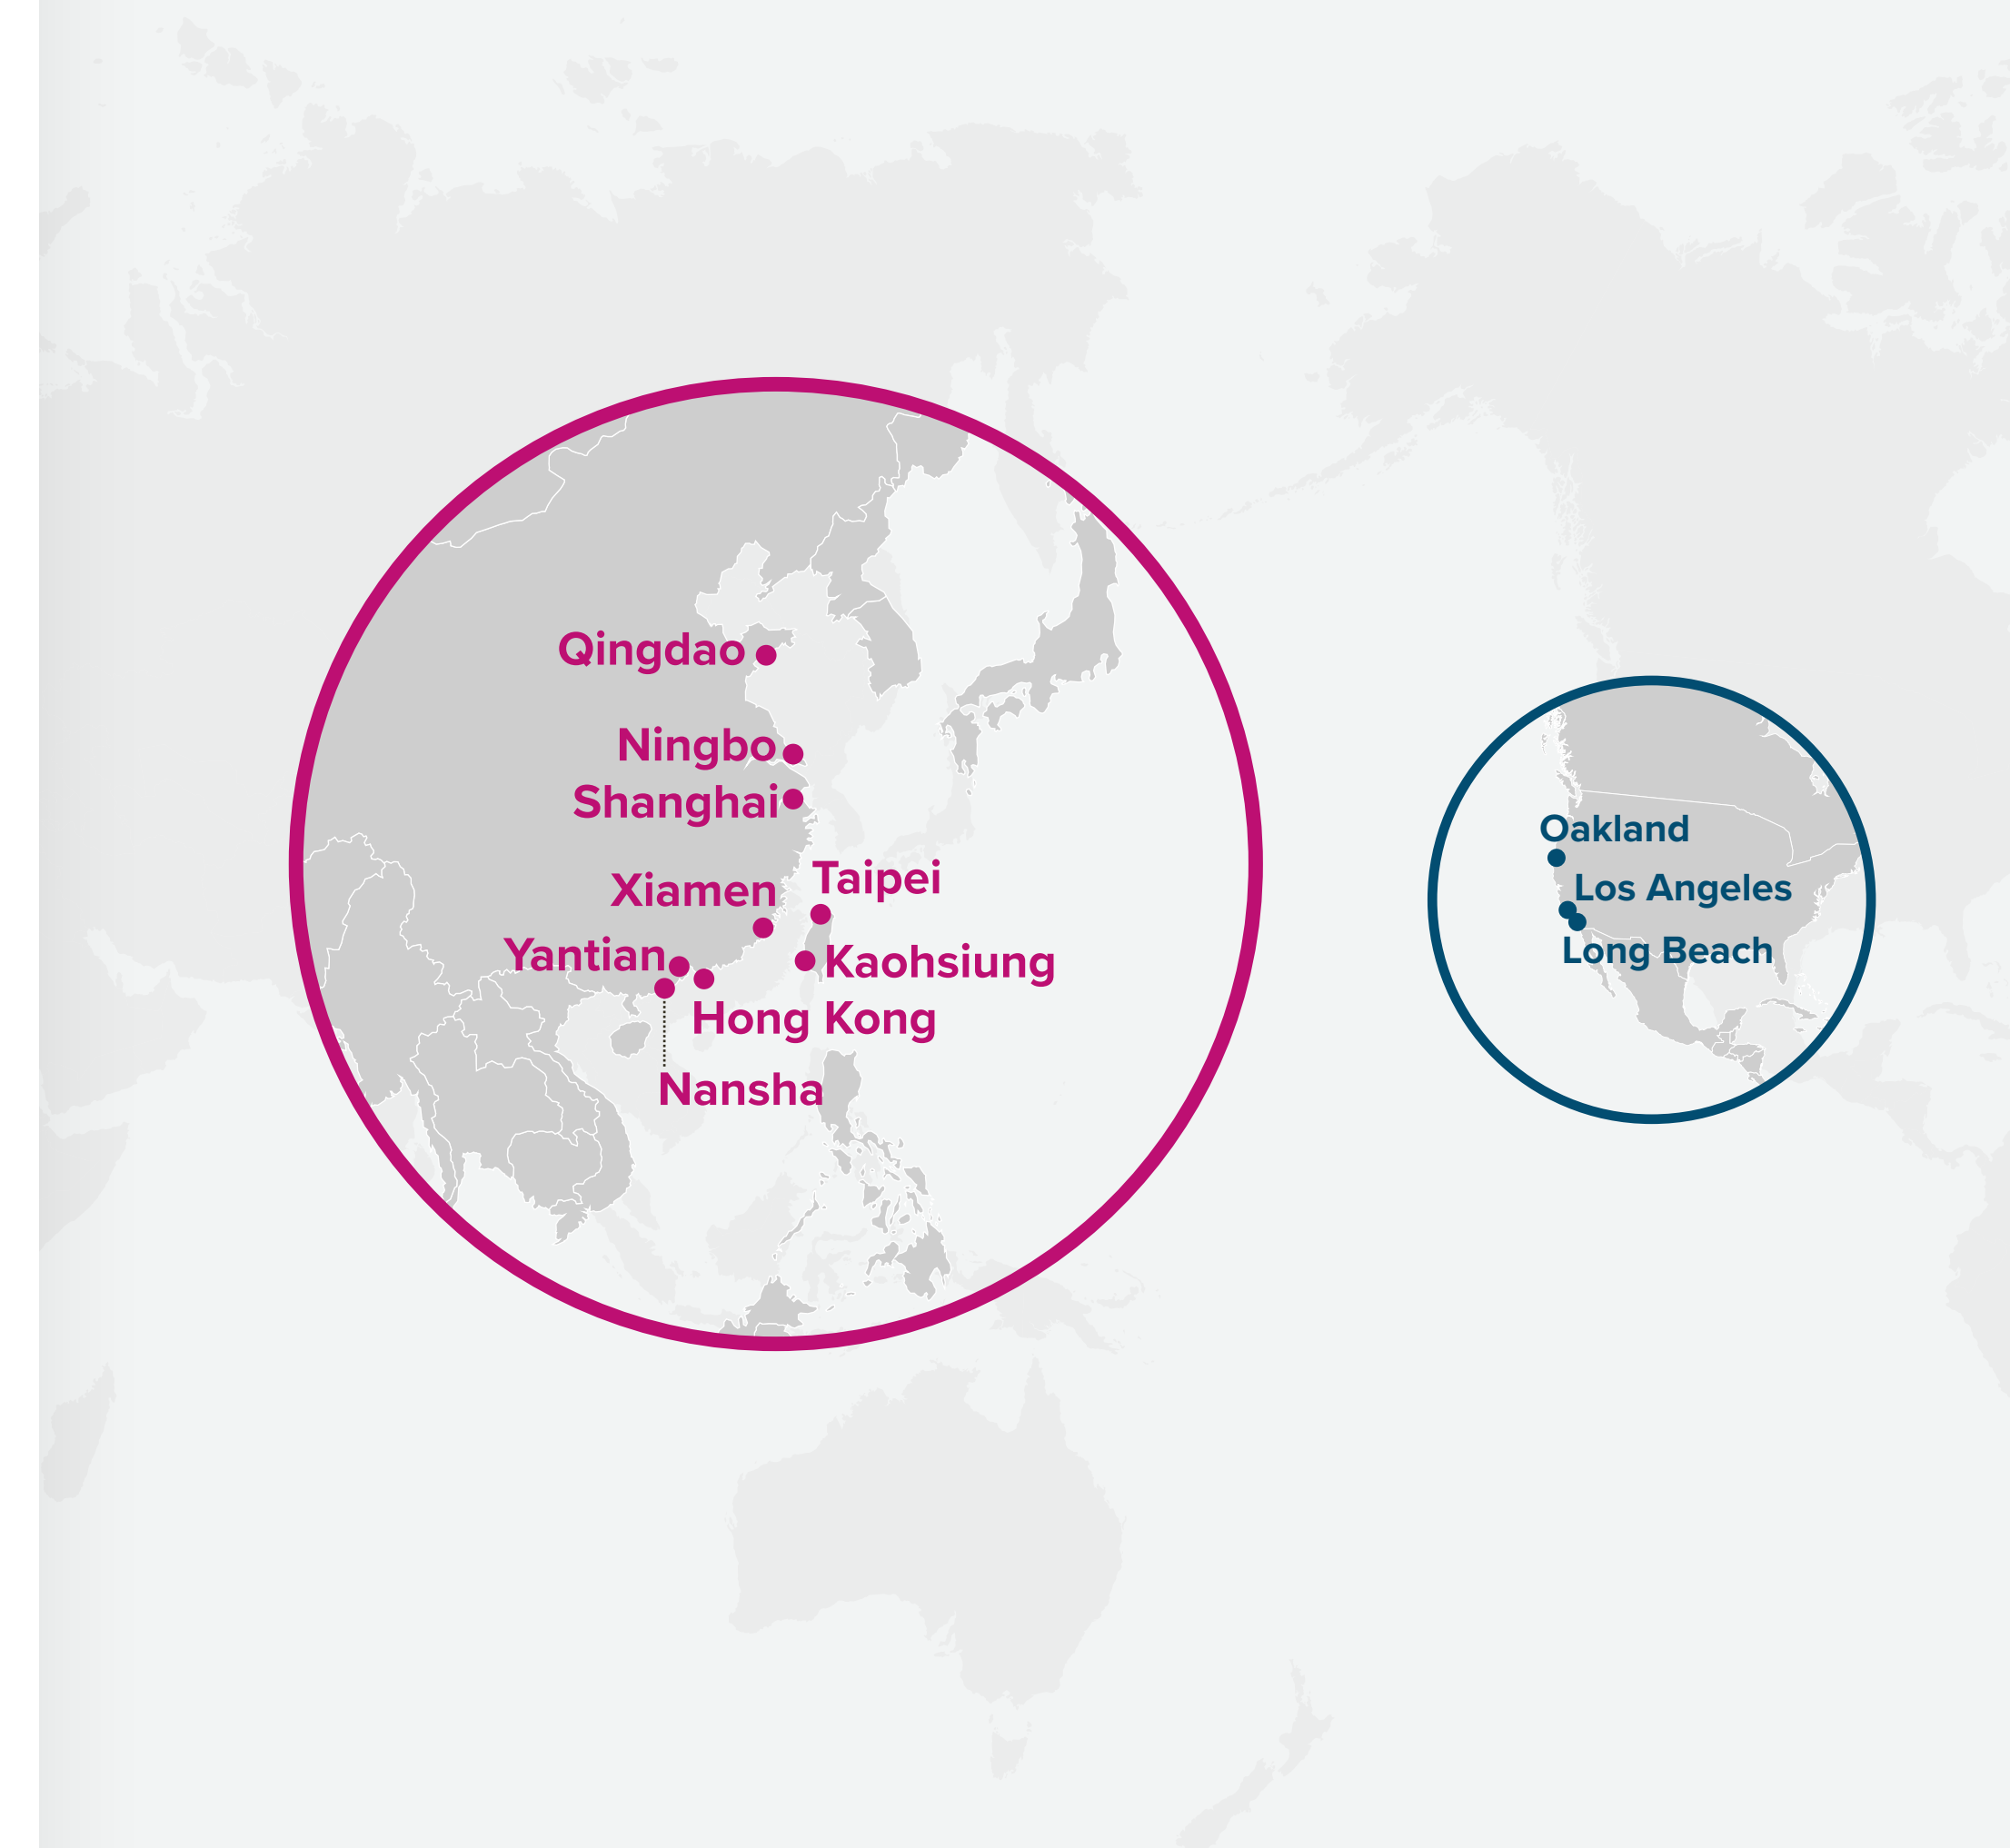 Qingdao
Ningbo
Shanghai
Xiamen
Taipei
Yantian
Kaohsiung
Hong Kong
Nansha
Oakland
Los Angeles
Long Beach